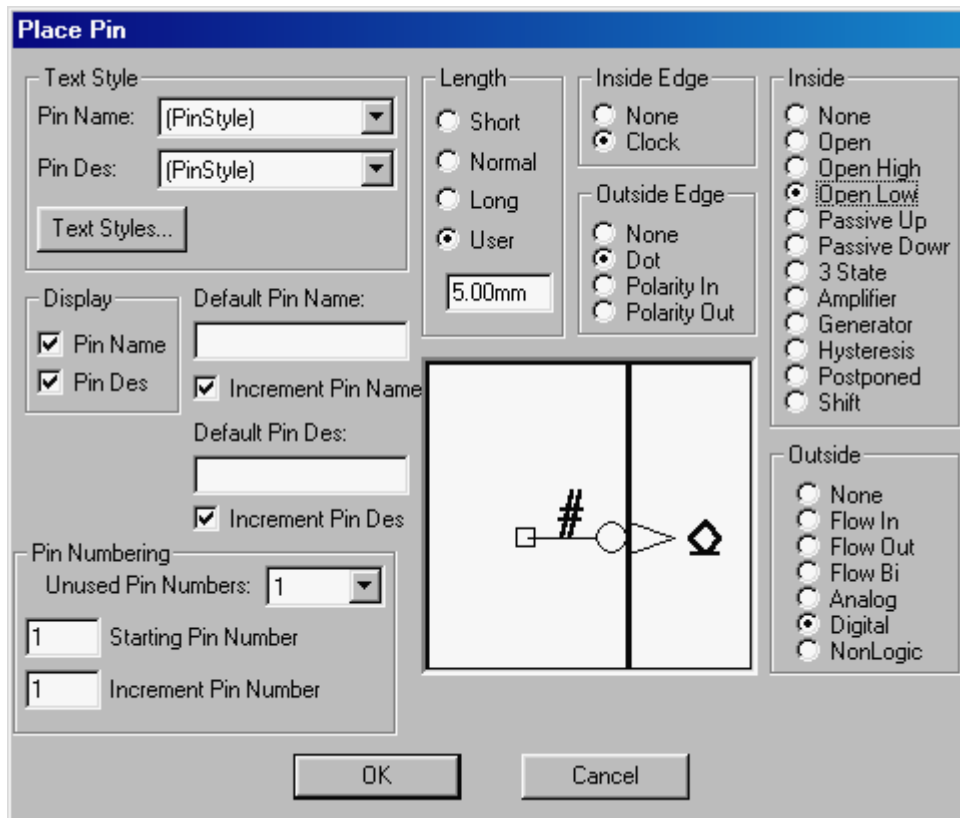 Place Pin
Text Style
Pin Name: (PinStyle)
Pin Des: (PinStyle)
Text Styles...
Length
Short
Normal
Long
User
5.00mm
Inside Edge
None
Clock
Outside Edge
None
Dot
Polarity In
Polarity Out
Inside
None
Open
Open High
Open Low
Passive Up
Passive Dowr
3 State
Amplifier
Generator
Hysteresis
Postponed
Shift
Display
Pin Name
Pin Des
Default Pin Name:
Increment Pin Name
Default Pin Des:
Increment Pin Des
#
Outside
None
Flow In
Flow Out
Flow Bi
Analog
Digital
NonLogic
Pin Numbering
Unused Pin Numbers: 1
1 Starting Pin Number
1 Increment Pin Number
OK
Cancel